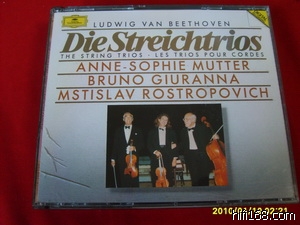 LUDWIG VAN BEETHOVEN
Die Streichtrios
THE STRING TRIOS · LES TRIOS POUR CORDES
ANNE-SOPHIE MUTTER
BRUNO GIURANNA
MSTISLAV ROSTROPOVICH